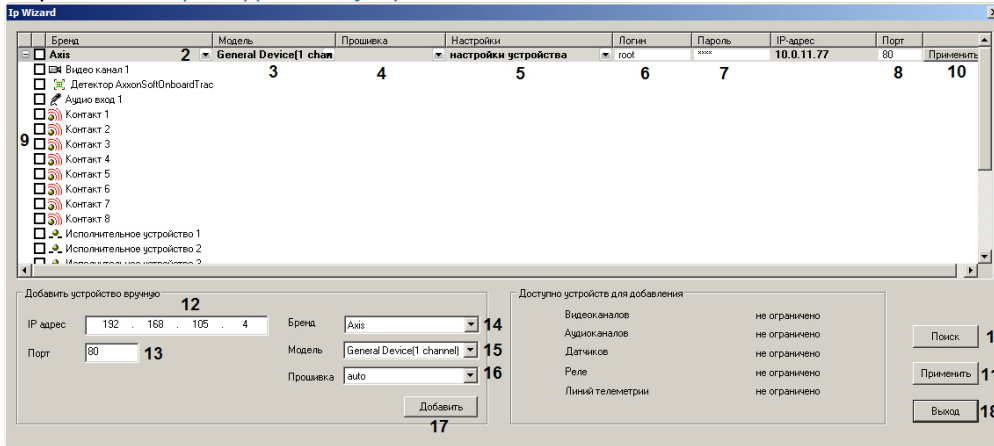 Ip Wizard
Бренд Модель Прошивка Настройки Логин Пароль IP-адрес Порт
Axis 2 General Device(1 chan настройки устройства root **** 10.0.11.77 80 Применить
Видео канал 1 3 4 5 6 7 8 10
Детектор AxxonSoftOnboardTrac
Аудио вход 1
Контакт 1
Контакт 2
9 Контакт 3
Контакт 4
Контакт 5
Контакт 6
Контакт 7
Контакт 8
Исполнительное устройство 1
Исполнительное устройство 2
Добавить устройство вручную
12
IP адрес 192 . 168 . 105 . 4 Бренд Axis 14
Порт 80 13 Модель General Device(1 channel) 15
Прошивка auto 16
Добавить
17
Доступно устройств для добавления
Видеоканалов не ограничено
Аудиоканалов не ограничено
Датчиков не ограничено
Реле не ограничено
Линий телеметрии не ограничено
Поиск 1
Применить 11
Выход 18